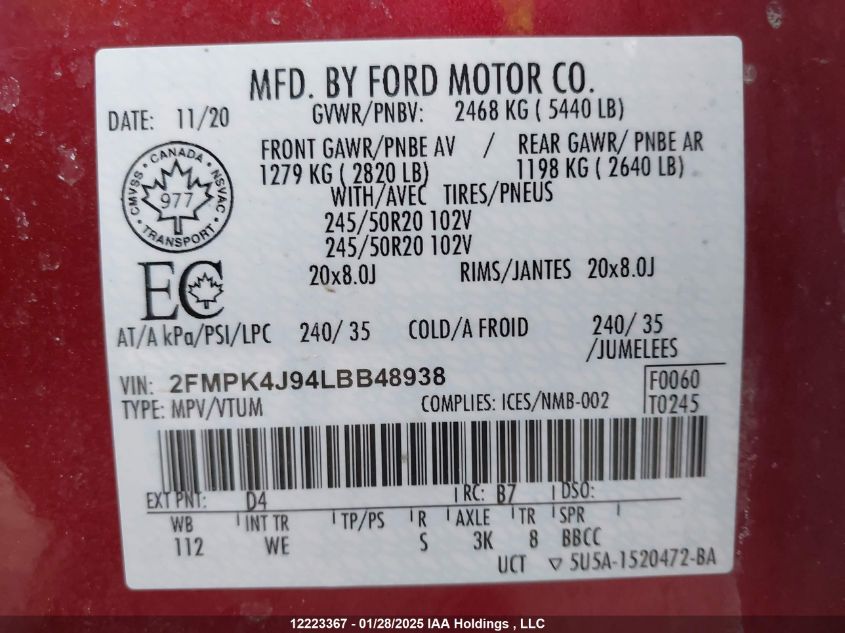 MFD. BY FORD MOTOR CO.
DATE: 11/20
GVWR/PNBV: 2468 KG ( 5440 LB)
FRONT GAWR/PNBE AV / REAR GAWR/ PNBE AR
1279 KG ( 2820 LB) 1198 KG ( 2640 LB)
WITH/AVEC TIRES/PNEUS
245/50R20 102V
245/50R20 102V
CANADA
CMVSS NSVAC
977
TRANSPORT
EC
20x8.0J RIMS/JANTES 20x8.0J
AT/A kPa/PSI/LPC 240/ 35 COLD/A FROID 240/ 35
/JUMELEES
VIN: 2FMPK4J94LBB48938
F0060
TYPE: MPV/VTUM COMPLIES: ICES/NMB-002
T0245
EXT PNT: D4 RC: B7 DSO:
WB INT TR TP/PS R AXLE TR SPR
112 WE S 3K 8 BBCC
UCT ▽ 5U5A-1520472-BA
12223367 - 01/28/2025 IAA Holdings , LLC